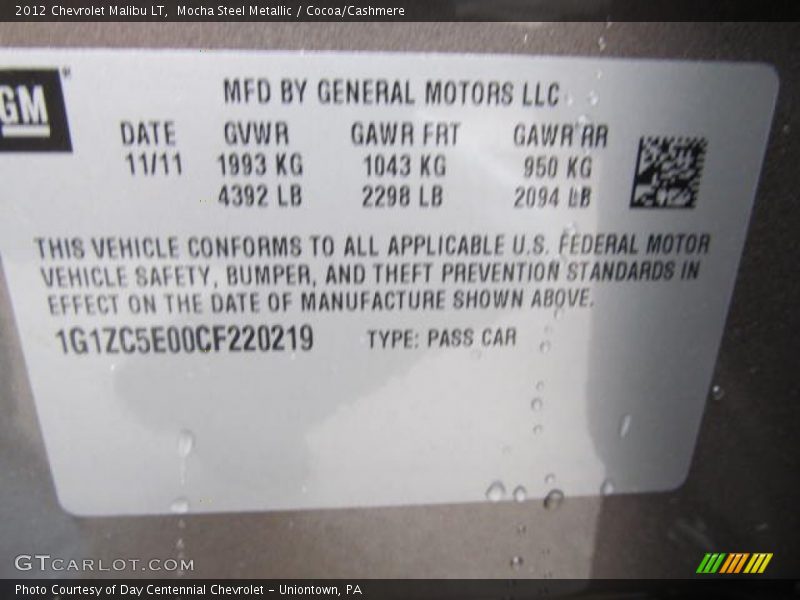 2012 Chevrolet Malibu LT,  Mocha Steel Metallic / Cocoa/Cashmere
GM
MFD BY GENERAL MOTORS LLC
DATE GVWR GAWR FRT GAWR RR
11/11 1993 KG 1043 KG 950 KG
4392 LB 2298 LB 2094 LB
THIS VEHICLE CONFORMS TO ALL APPLICABLE U.S. FEDERAL MOTOR
VEHICLE SAFETY, BUMPER, AND THEFT PREVENTION STANDARDS IN
EFFECT ON THE DATE OF MANUFACTURE SHOWN ABOVE.
1G1ZC5E00CF220219 TYPE: PASS CAR
GTCARLOT.COM
Photo Courtesy of Day Centennial Chevrolet - Uniontown, PA